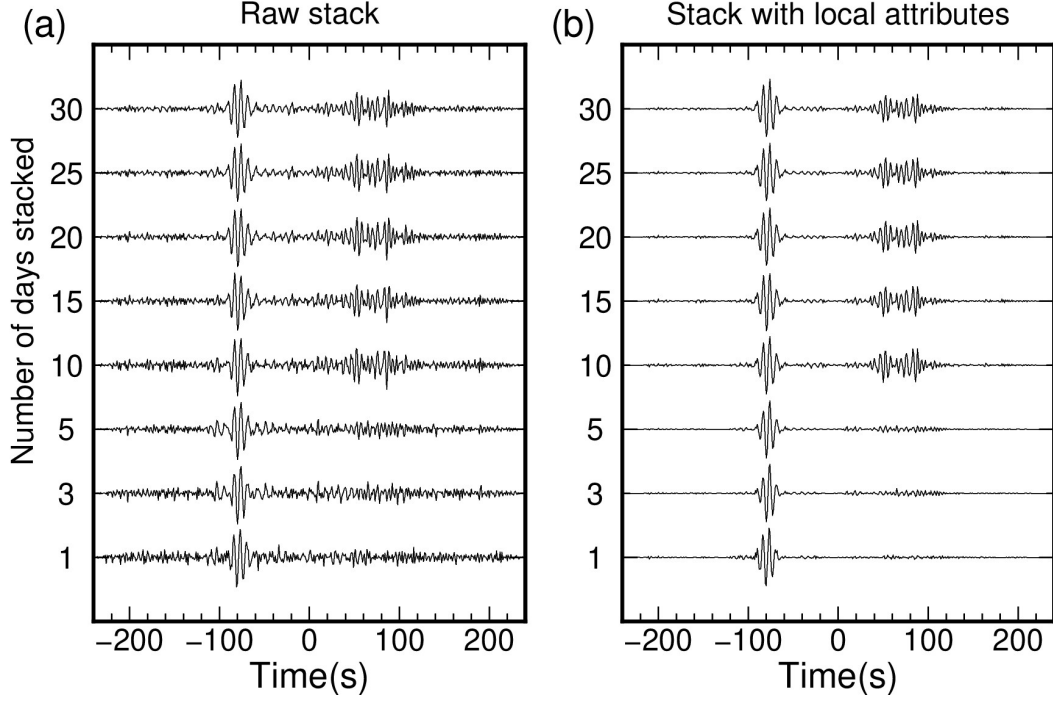 (a)
Raw stack
Number of days stacked
30
25
20
15
10
5
3
1
−200 −100 0 100 200
Time(s)
(b)
Stack with local attributes
30
25
20
15
10
5
3
1
−200 −100 0 100 200
Time(s)